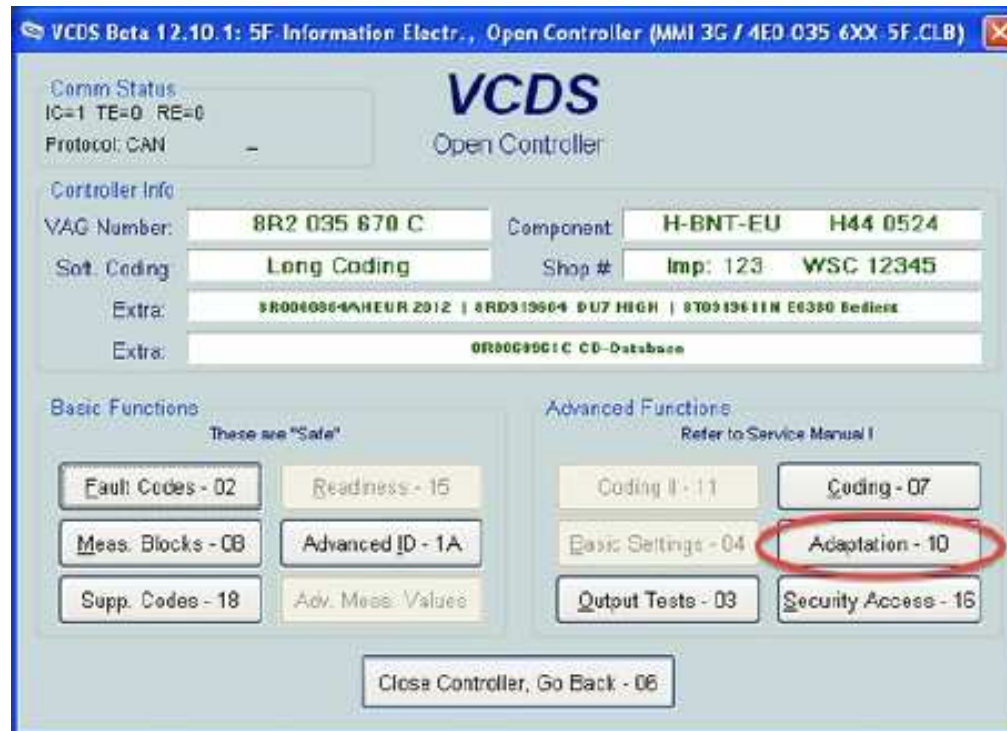 VCDS Beta 12.10.1: 5F-Information Electr., Open Controller (MMI 3G / 4E0-035-6XX-5F.CLB)
Comm Status
IC=1 TE=0 RE=0
Protocol: CAN
VCDS
Open Controller
Controller Info
VAG Number: 8R2 035 670 C Component: H-BNT-EU H44 0524
Soft. Coding: Long Coding Shop # Imp: 123 WSC 12345
Extra: 2012 HIGH
Extra: CD-Database
Basic Functions
These are "Safe"
Advanced Functions
Refer to Service Manual !
Fault Codes - 02 Readiness - 15 Coding II - 11 Coding - 07
Meas. Blocks - 08 Advanced ID - 1A Basic Settings - 04 Adaptation - 10
Supp. Codes - 18 Adv. Meas. Values Output Tests - 03 Security Access - 16
Close Controller, Go Back - 06